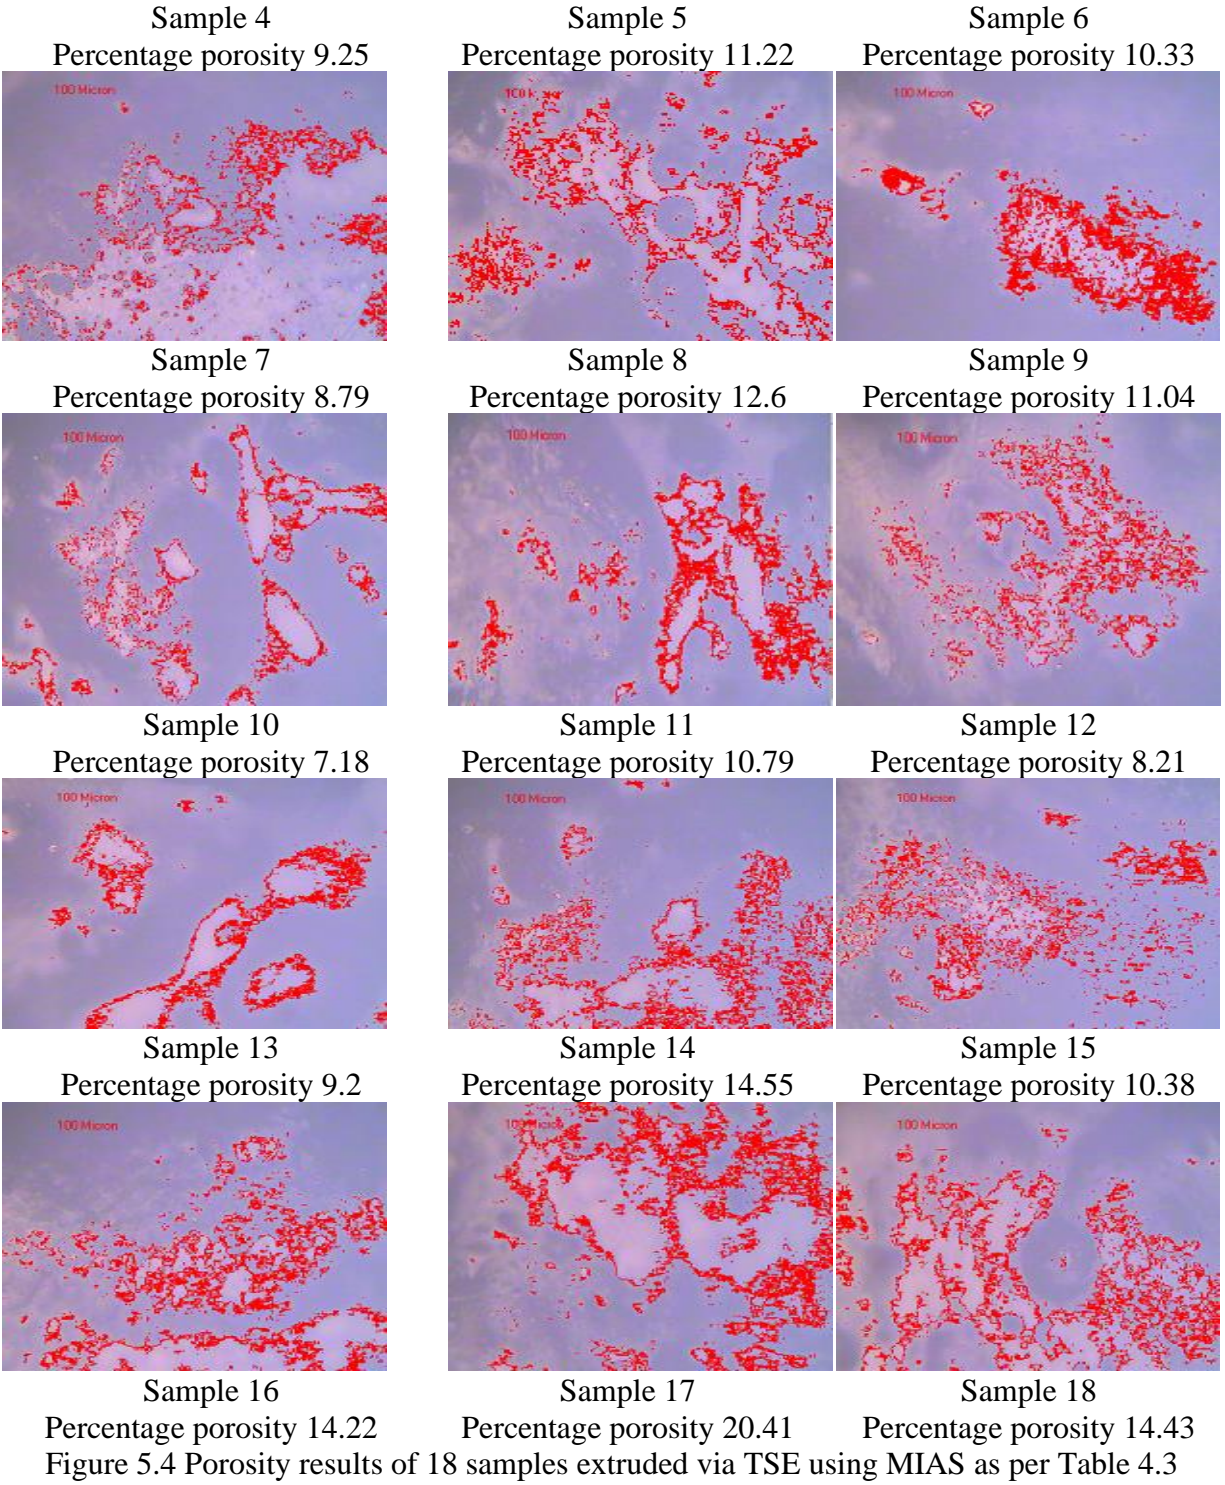 Sample 4 Sample 5 Sample 6
Percentage porosity 9.25 Percentage porosity 11.22 Percentage porosity 10.33
100 Micron 100 Micron
Sample 7 Sample 8 Sample 9
Percentage porosity 8.79 Percentage porosity 12.6 Percentage porosity 11.04
100 Micron 100 Micron 100 Micron
Sample 10 Sample 11 Sample 12
Percentage porosity 7.18 Percentage porosity 10.79 Percentage porosity 8.21
100 Micron 100 Micron 100 Micron
Sample 13 Sample 14 Sample 15
Percentage porosity 9.2 Percentage porosity 14.55 Percentage porosity 10.38
100 Micron 100 Micron 100 Micron
Sample 16 Sample 17 Sample 18
Percentage porosity 14.22 Percentage porosity 20.41 Percentage porosity 14.43
Figure 5.4 Porosity results of 18 samples extruded via TSE using MIAS as per Table 4.3